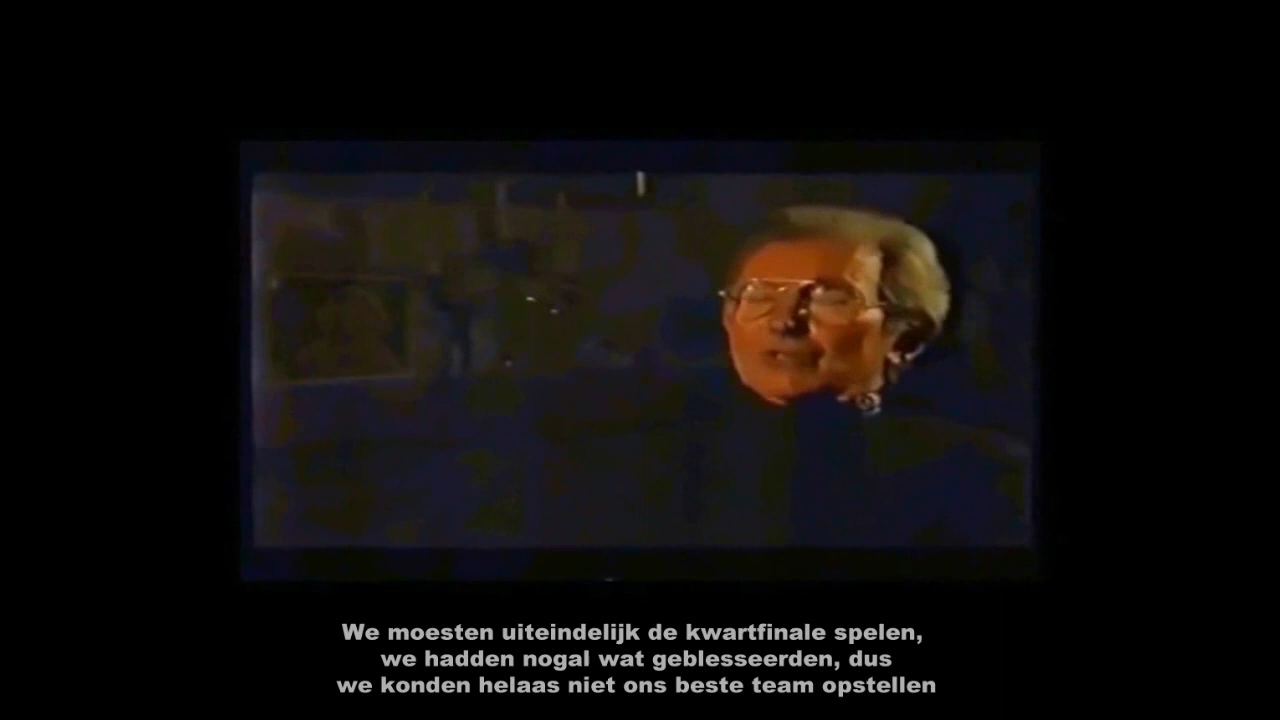 We moesten uiteindelijk de kwartfinale spelen,
we hadden nogal wat geblesseerden, dus
we konden helaas niet ons beste team opstellen